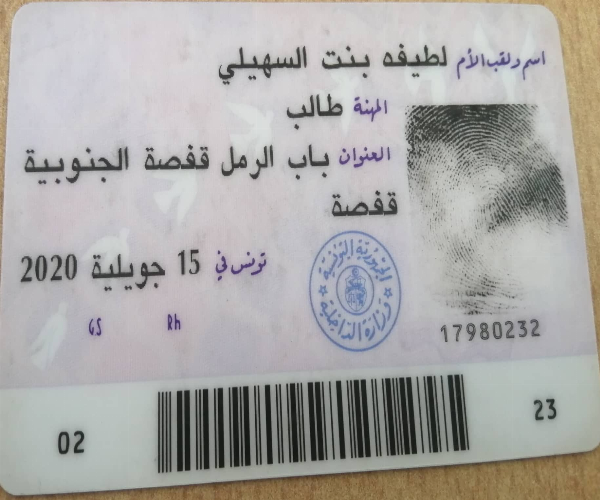 اسم ولقب الأم لطيفه بنت السهيلي
المهنة طالب
العنوان باب الرمل قفصة الجنوبية
قفصة
تونس في 15 جويلية 2020
الجمهورية التونسية
وزارة الداخلية
GS Rh
17980232
02
23